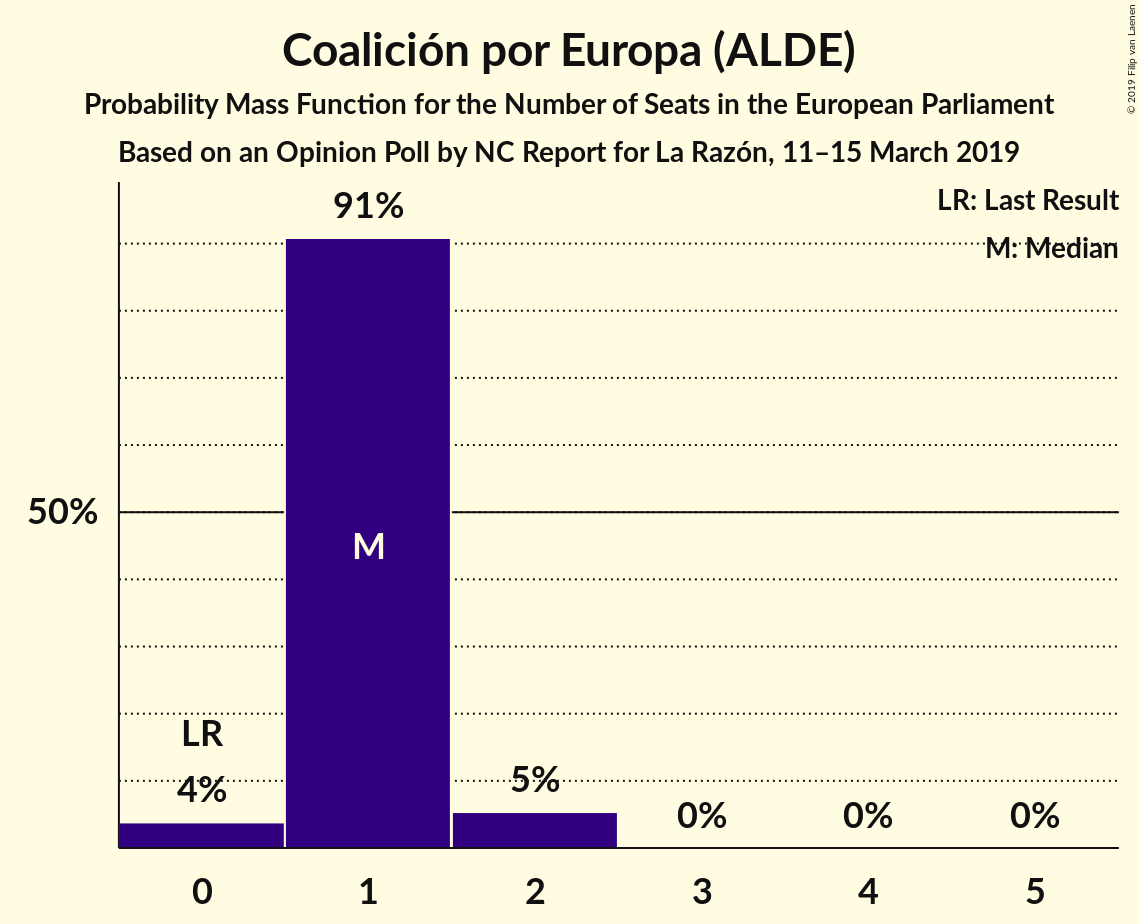 Coalición por Europa (ALDE)
Probability Mass Function for the Number of Seats in the European Parliament
Based on an Opinion Poll by NC Report for La Razón, 11–15 March 2019
© 2019 Filip van Laenen
LR: Last Result
M: Median
91%
50%
M
LR
4%
5%
0%
0%
0%
0
1
2
3
4
5